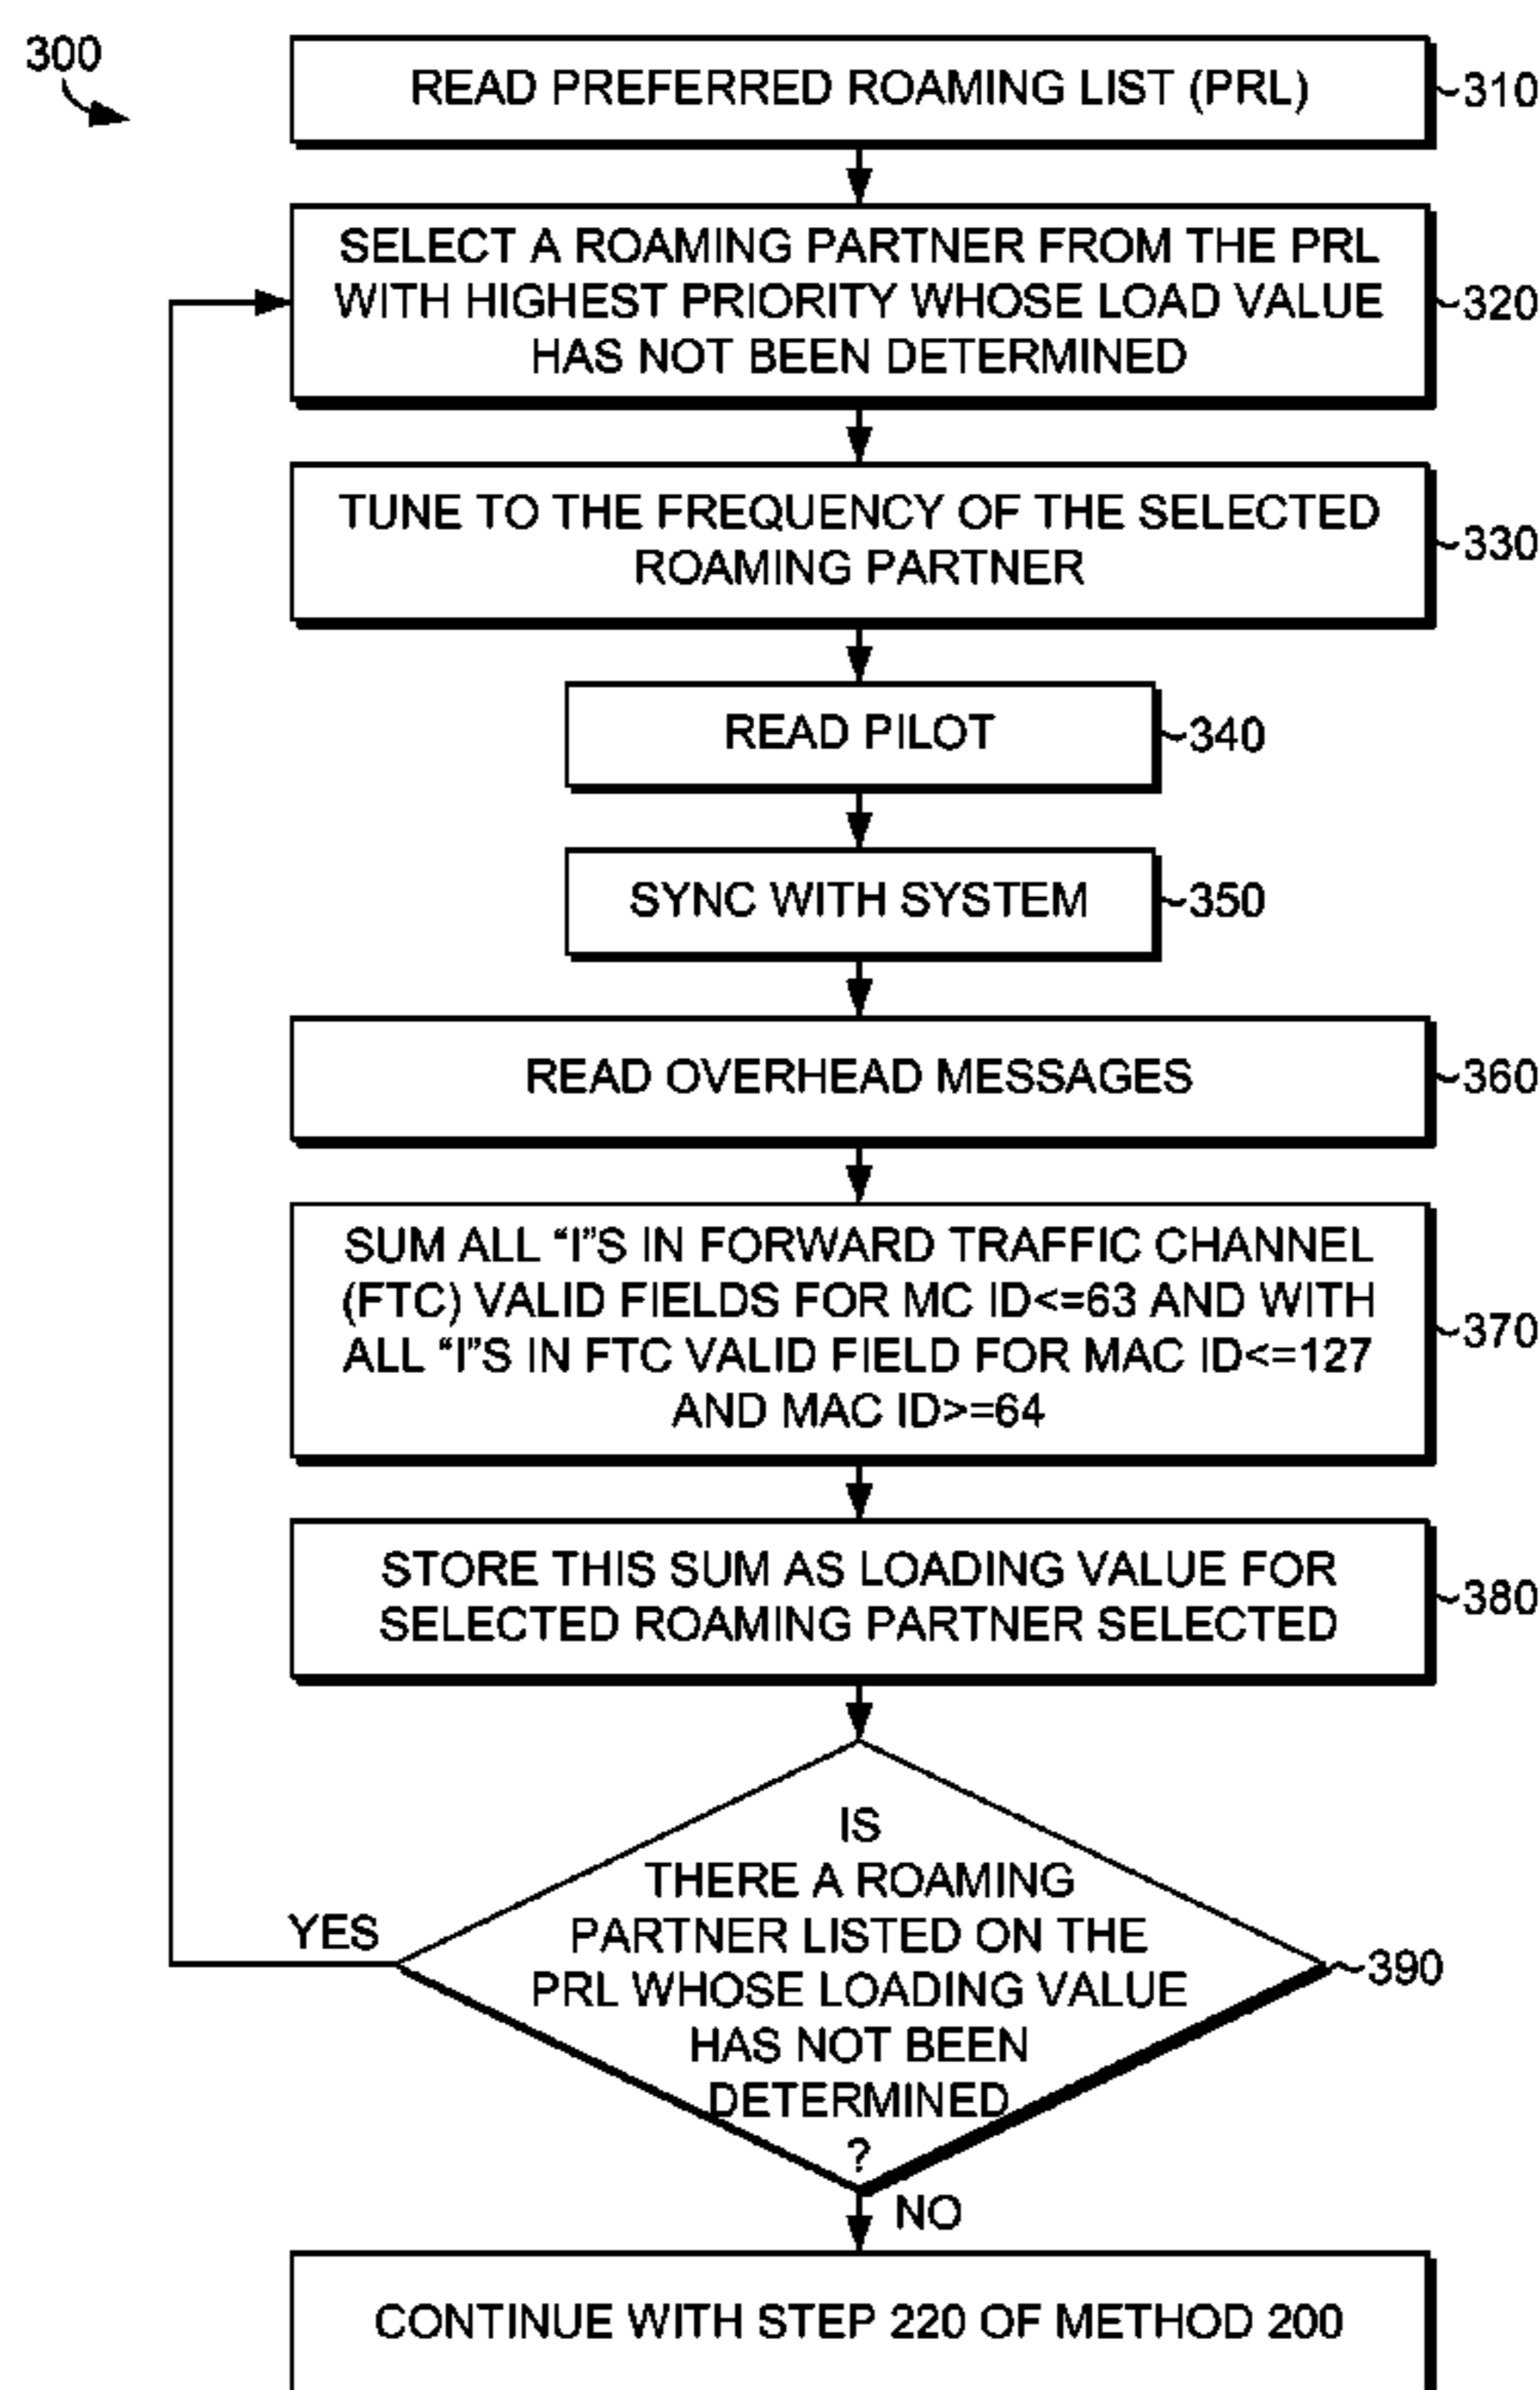 300
READ PREFERRED ROAMING LIST (PRL)
310
SELECT A ROAMING PARTNER FROM THE PRL
WITH HIGHEST PRIORITY WHOSE LOAD VALUE
HAS NOT BEEN DETERMINED
320
TUNE TO THE FREQUENCY OF THE SELECTED
ROAMING PARTNER
330
READ PILOT
340
SYNC WITH SYSTEM
350
READ OVERHEAD MESSAGES
360
SUM ALL “I”S IN FORWARD TRAFFIC CHANNEL
(FTC) VALID FIELDS FOR MC ID<=63 AND WITH
ALL “I”S IN FTC VALID FIELD FOR MAC ID<=127
AND MAC ID>=64
370
STORE THIS SUM AS LOADING VALUE FOR
SELECTED ROAMING PARTNER SELECTED
380
IS
THERE A ROAMING
PARTNER LISTED ON THE
PRL WHOSE LOADING VALUE
HAS NOT BEEN
DETERMINED
?
390
YES
NO
CONTINUE WITH STEP 220 OF METHOD 200